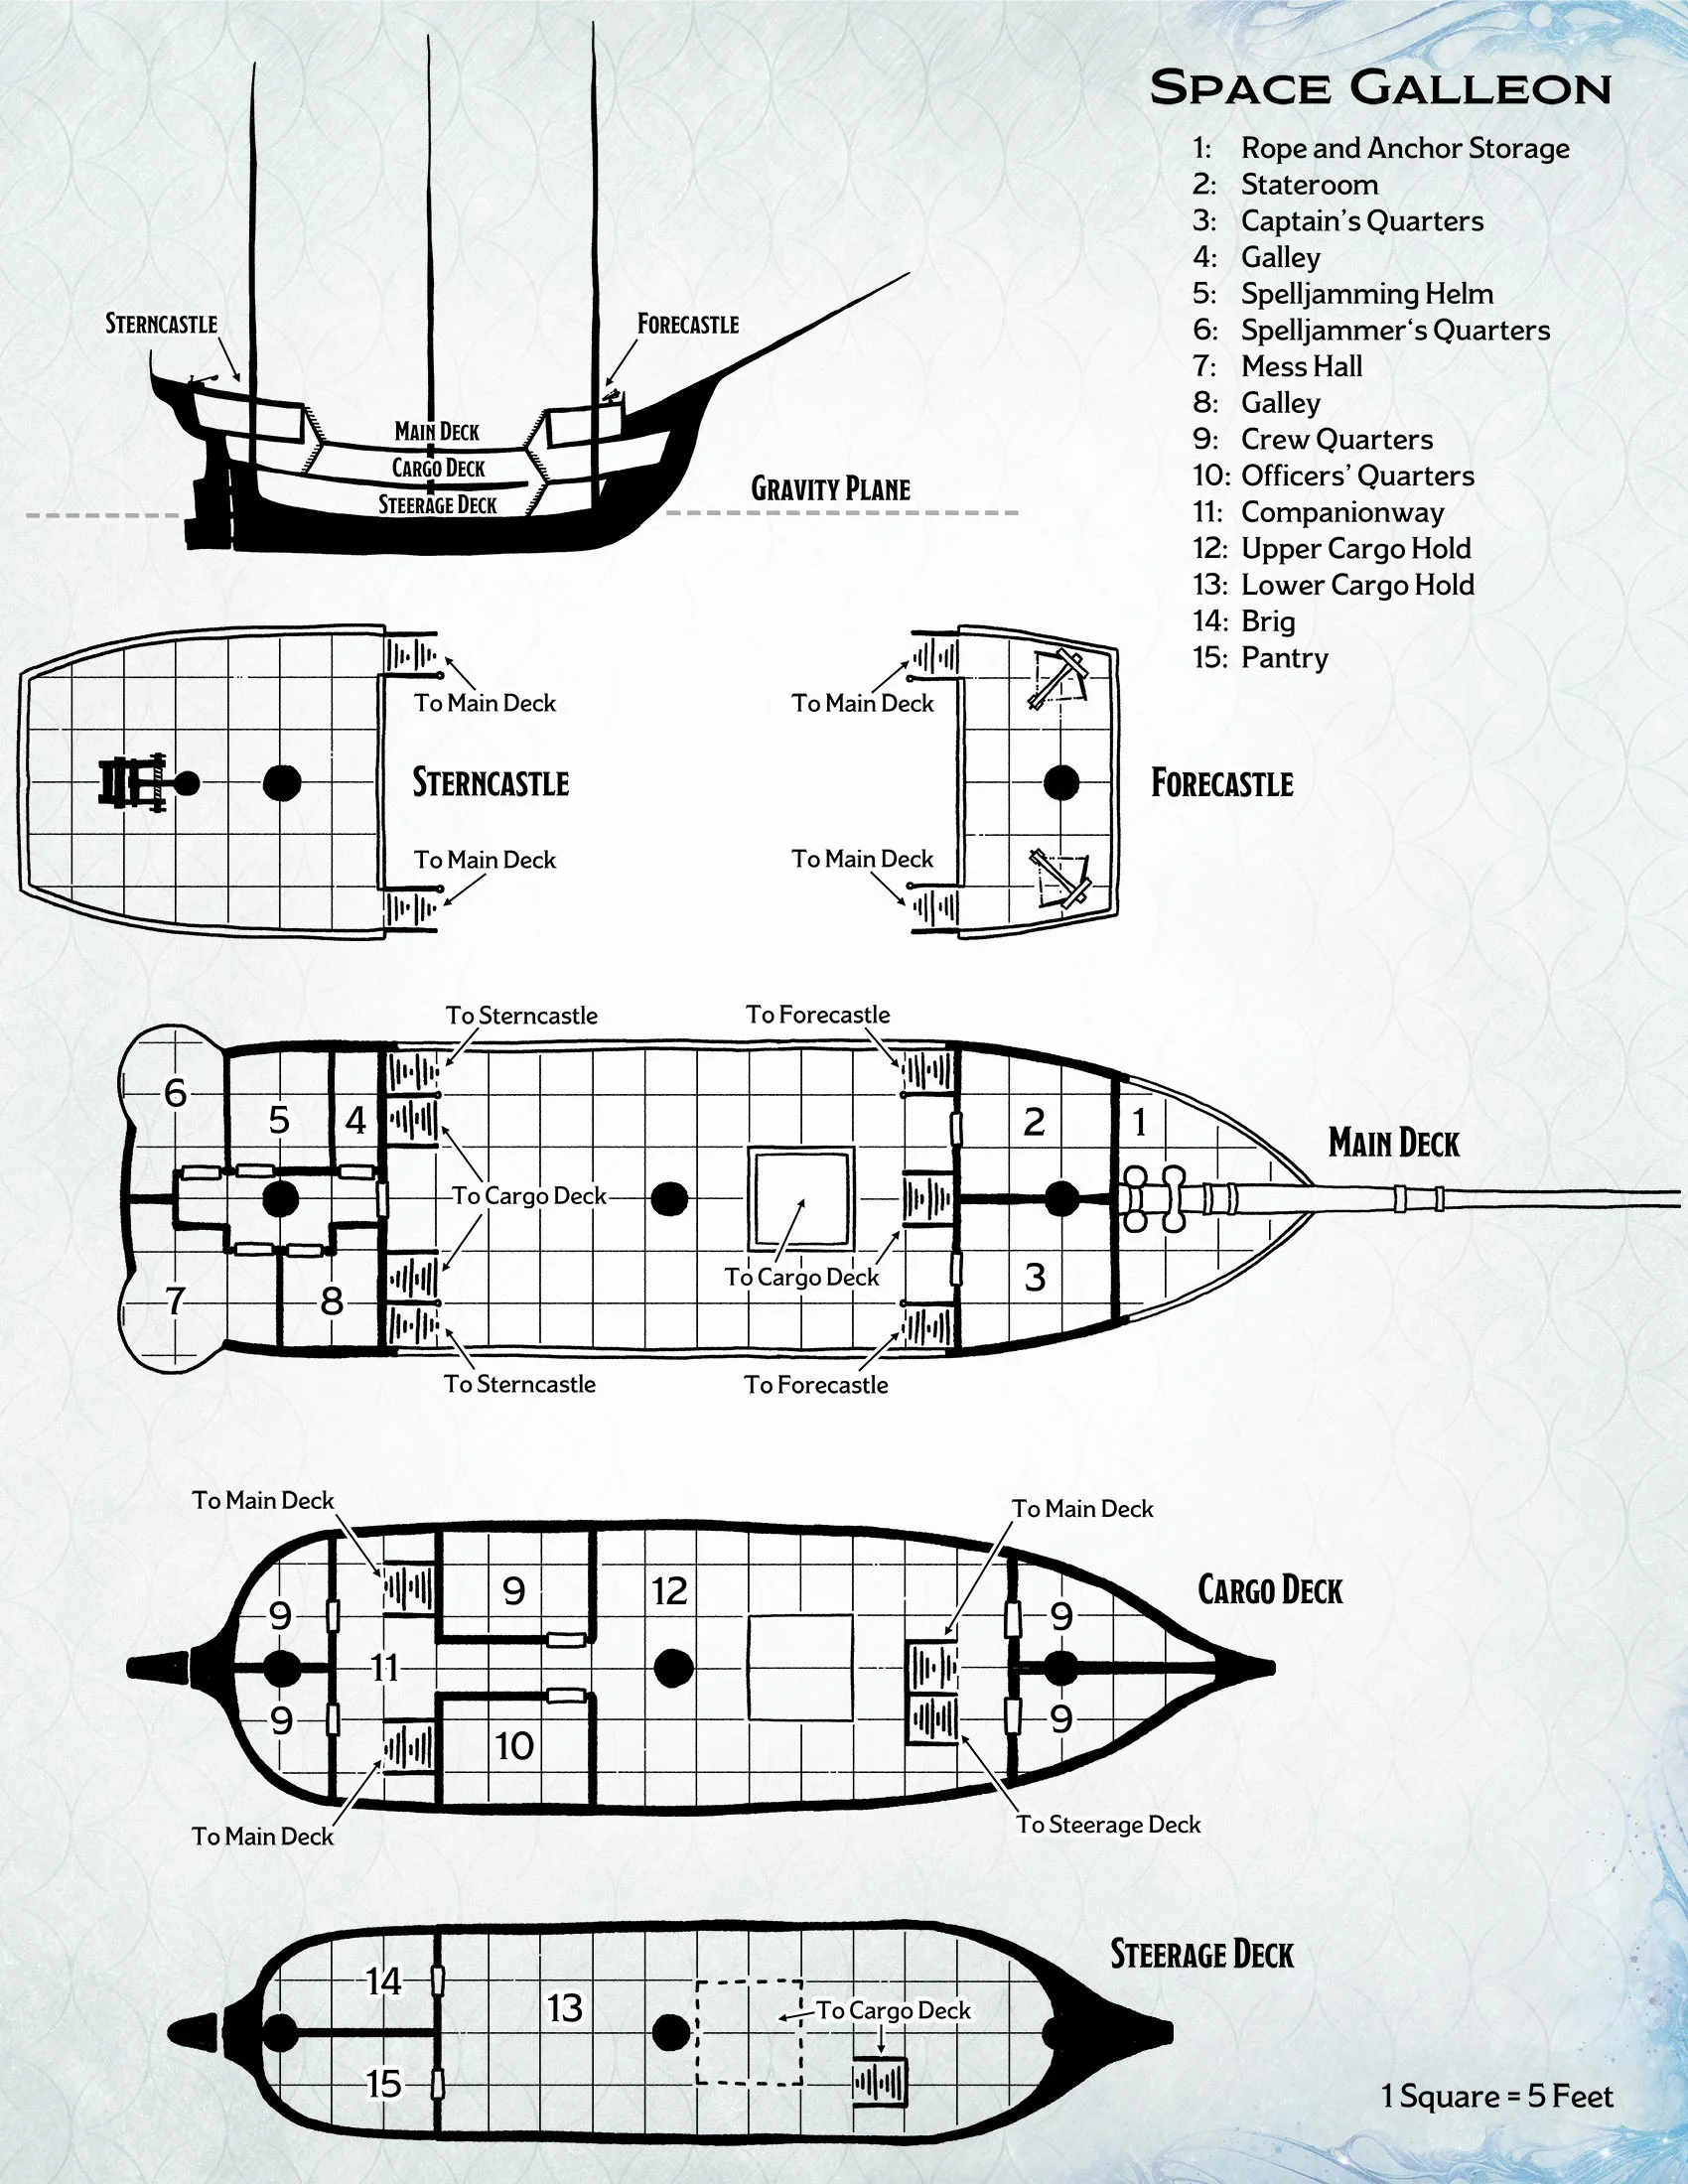 SPACE GALLEON
1: Rope and Anchor Storage
2: Stateroom
3: Captain’s Quarters
4: Galley
5: Spelljamming Helm
6: Spelljammer‘s Quarters
7: Mess Hall
8: Galley
9: Crew Quarters
10: Officers’ Quarters
11: Companionway
12: Upper Cargo Hold
13: Lower Cargo Hold
14: Brig
15: Pantry
STERNCASTLE
FORECASTLE
MAIN DECK
CARGO DECK
STEERAGE DECK
GRAVITY PLANE
To Main Deck
To Main Deck
STERNCASTLE
FORECASTLE
To Main Deck
To Main Deck
To Sterncastle
To Forecastle
6
5
4
2
1
MAIN DECK
To Cargo Deck
To Cargo Deck
7
8
3
To Sterncastle
To Forecastle
To Main Deck
To Main Deck
CARGO DECK
9
9
12
9
11
9
10
9
To Main Deck
To Steerage Deck
STEERAGE DECK
14
13
To Cargo Deck
15
1 Square = 5 Feet